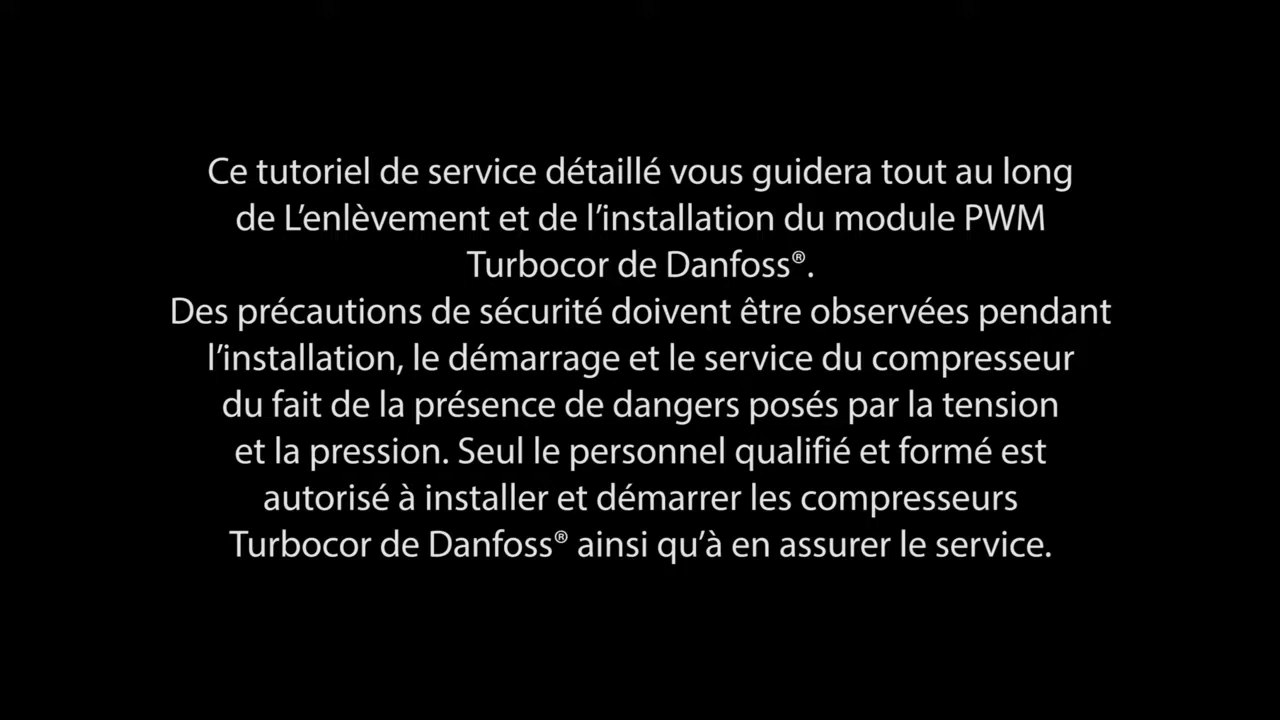 Ce tutoriel de service détaillé vous guidera tout au long
de L’enlèvement et de l’installation du module PWM
Turbocor de Danfoss®.
Des précautions de sécurité doivent être observées pendant
l’installation, le démarrage et le service du compresseur
du fait de la présence de dangers posés par la tension
et la pression. Seul le personnel qualifié et formé est
autorisé à installer et démarrer les compresseurs
Turbocor de Danfoss® ainsi qu’à en assurer le service.